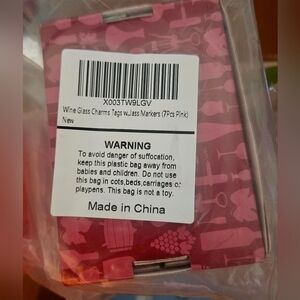 X003TW9LGV
Wine Glass Charms Tags w...lass Markers (7Pcs Pink)
New
WARNING
To avoid danger of suffocation,
keep this plastic bag away from
babies and children. Do not use
this bag in cots,beds,carriages or
playpens. This bag is not a toy.
Made in China